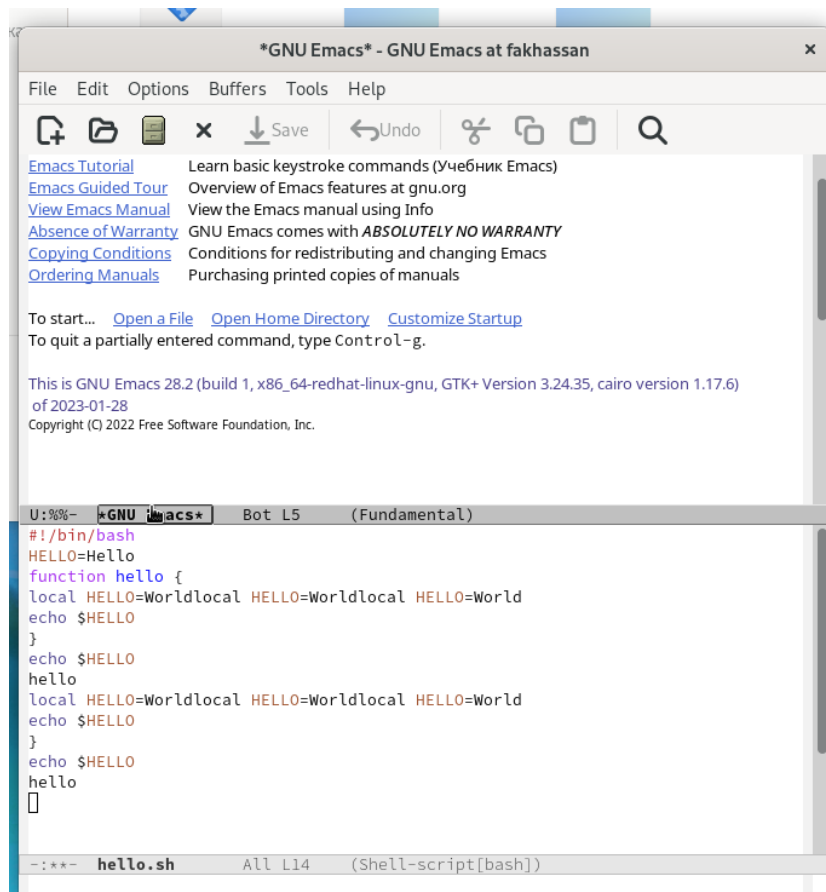 *GNU Emacs* - GNU Emacs at fakhassan ×
File Edit Options Buffers Tools Help
Save Undo
Emacs Tutorial Learn basic keystroke commands (Учебник Emacs)
Emacs Guided Tour Overview of Emacs features at gnu.org
View Emacs Manual View the Emacs manual using Info
Absence of Warranty GNU Emacs comes with ABSOLUTELY NO WARRANTY
Copying Conditions Conditions for redistributing and changing Emacs
Ordering Manuals Purchasing printed copies of manuals
To start... Open a File Open Home Directory Customize Startup
To quit a partially entered command, type Control-g.
This is GNU Emacs 28.2 (build 1, x86_64-redhat-linux-gnu, GTK+ Version 3.24.35, cairo version 1.17.6)
of 2023-01-28
Copyright (C) 2022 Free Software Foundation, Inc.
U:%%- *GNU Emacs* Bot L5 (Fundamental)
#!/bin/bash
HELLO=Hello
function hello {
local HELLO=Worldlocal HELLO=Worldlocal HELLO=World
echo $HELLO
}
echo $HELLO
hello
local HELLO=Worldlocal HELLO=Worldlocal HELLO=World
echo $HELLO
}
echo $HELLO
hello
-:**- hello.sh All L14 (Shell-script[bash])